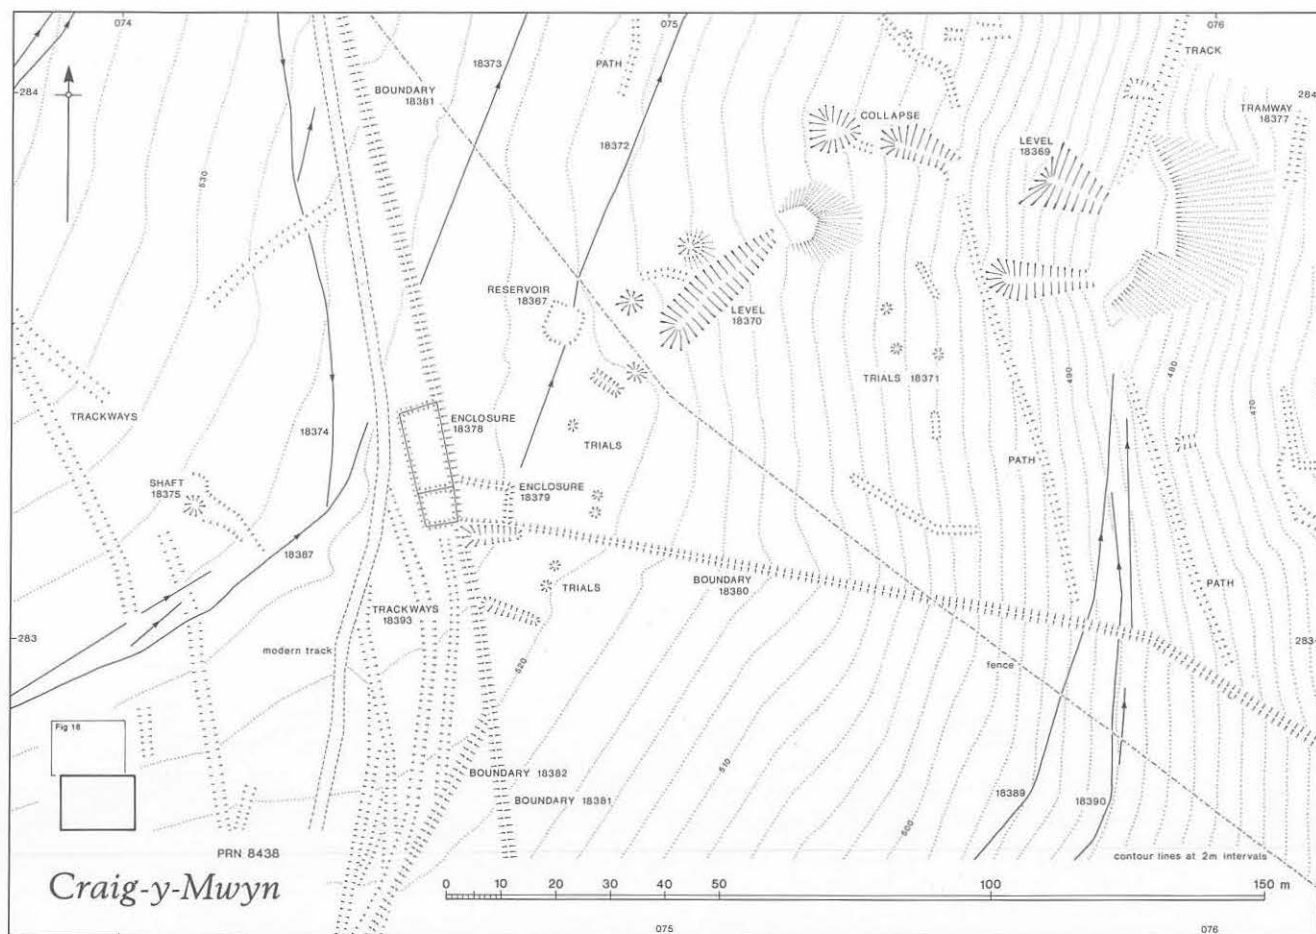 074
075
076
284
284
18373
PATH
TRACK
BOUNDARY
18381
TRAMWAY
18377
COLLAPSE
18372
LEVEL
18369
530
RESERVOIR
18367
LEVEL
18370
490
480
470
TRIALS 18371
TRACKWAYS
18374
ENCLOSURE
18378
TRIALS
PATH
SHAFT
18375
ENCLOSURE
18379
18387
BOUNDARY
18380
TRIALS
PATH
TRACKWAYS
18393
283
283
modern track
520
fence
Fig 16
510
BOUNDARY 18382
BOUNDARY 18381
18389
18390
500
PRN 8438
contour lines at 2m intervals
Craig-y-Mwyn
0 10 20 30 40 50 100 150 m
075
076